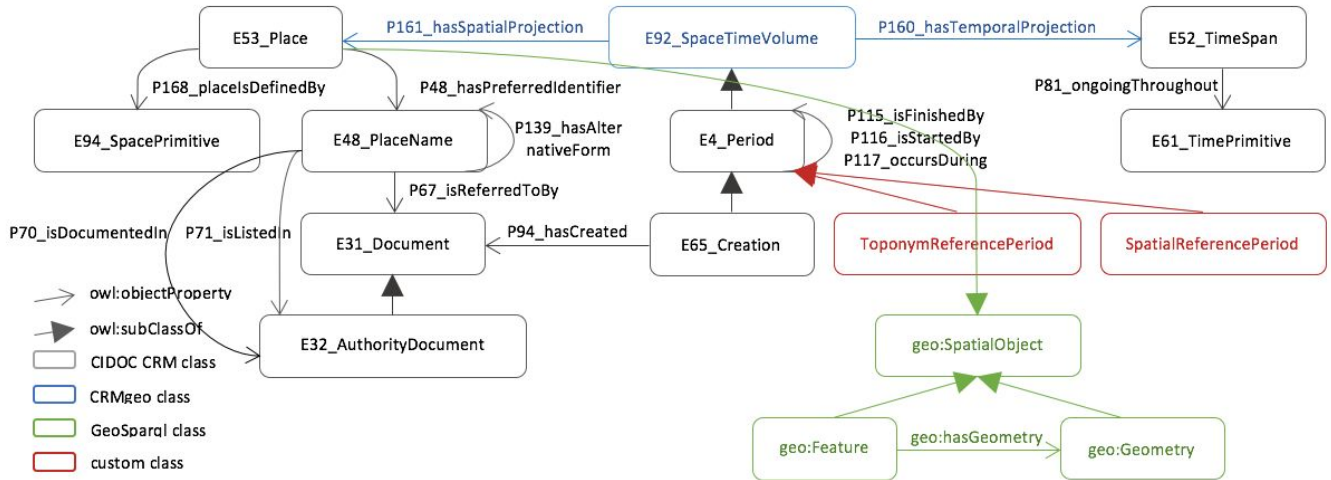 P161_hasSpatialProjection
P160_hasTemporalProjection
E53_Place
E92_SpaceTimeVolume
E52_TimeSpan
P168_placeIsDefinedBy
P48_hasPreferredIdentifier
P81_ongoingThroughout
E94_SpacePrimitive
E48_PlaceName
P139_hasAlter
nativeForm
E4_Period
P115_isFinishedBy
P116_isStartedBy
P117_occursDuring
E61_TimePrimitive
P67_isReferredToBy
P70_isDocumentedIn
P71_isListedIn
E31_Document
P94_hasCreated
E65_Creation
ToponymReferencePeriod
SpatialReferencePeriod
owl:objectProperty
owl:subClassOf
CIDOC CRM class
CRMgeo class
GeoSparql class
custom class
E32_AuthorityDocument
geo:SpatialObject
geo:Feature
geo:hasGeometry
geo:Geometry